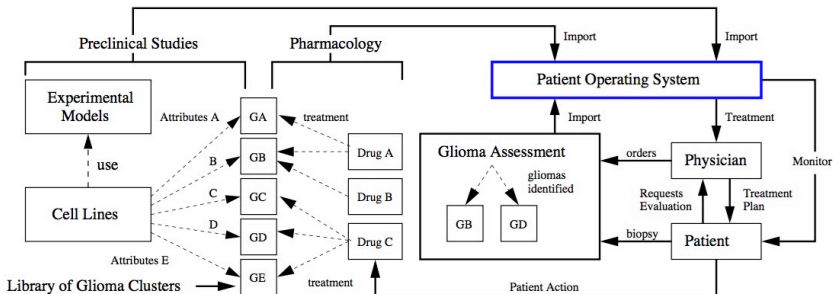 Preclinical Studies
Pharmacology
Import
Import
Patient Operating System
Experimental
Models
Attributes A
GA
treatment
Import
Treatment
use
B
GB
Drug A
Glioma Assessment
orders
Physician
Monitor
gliomas
identified
Cell Lines
C
GC
Drug B
Requests
Evaluation
Treatment
Plan
GB
GD
D
GD
Drug C
biopsy
Patient
Attributes E
GE
Library of Glioma Clusters
treatment
Patient Action